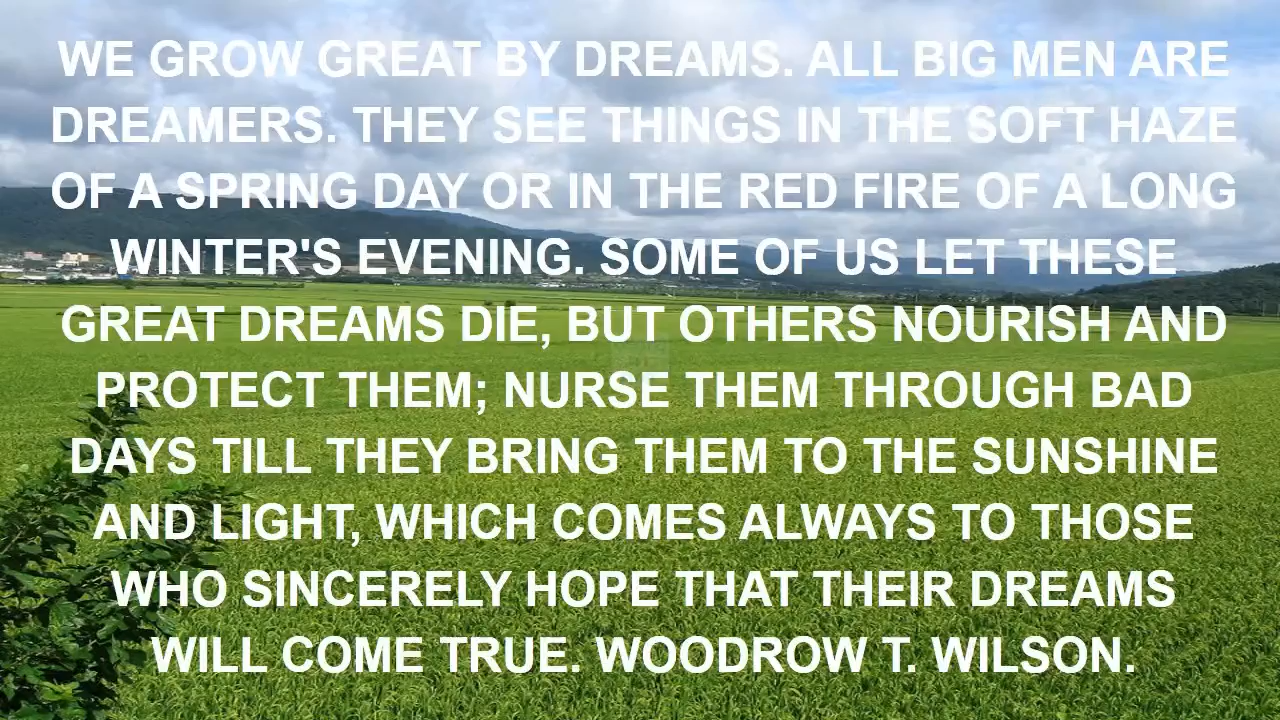 WE GROW GREAT BY DREAMS. ALL BIG MEN ARE
DREAMERS. THEY SEE THINGS IN THE SOFT HAZE
OF A SPRING DAY OR IN THE RED FIRE OF A LONG
WINTER'S EVENING. SOME OF US LET THESE
GREAT DREAMS DIE, BUT OTHERS NOURISH AND
PROTECT THEM; NURSE THEM THROUGH BAD
DAYS TILL THEY BRING THEM TO THE SUNSHINE
AND LIGHT, WHICH COMES ALWAYS TO THOSE
WHO SINCERELY HOPE THAT THEIR DREAMS
WILL COME TRUE. WOODROW T. WILSON.